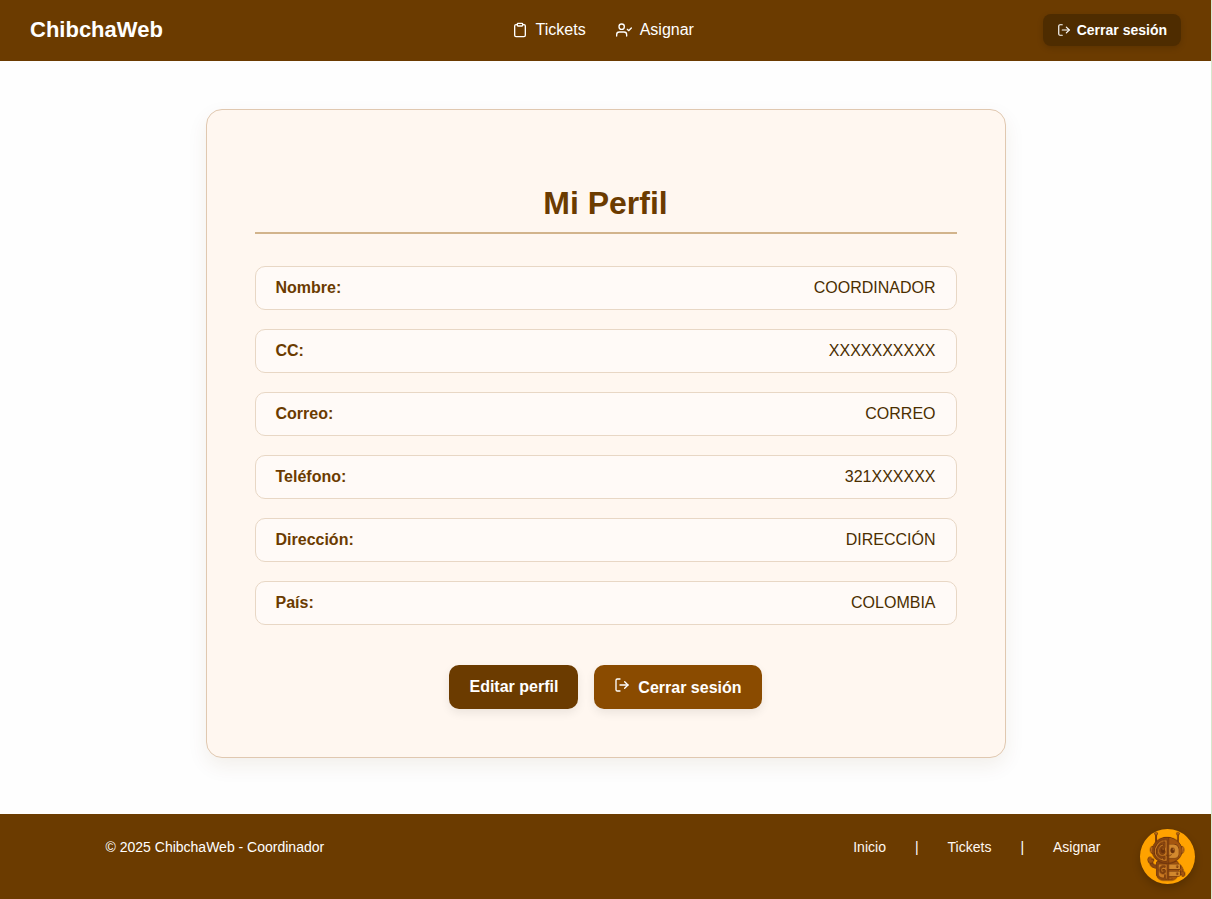 ChibchaWeb Tickets Asignar Cerrar sesión
Mi Perfil
Nombre: COORDINADOR
CC: XXXXXXXXXX
Correo: CORREO
Teléfono: 321XXXXXX
Dirección: DIRECCIÓN
País: COLOMBIA
Editar perfil Cerrar sesión
© 2025 ChibchaWeb - Coordinador Inicio | Tickets | Asignar